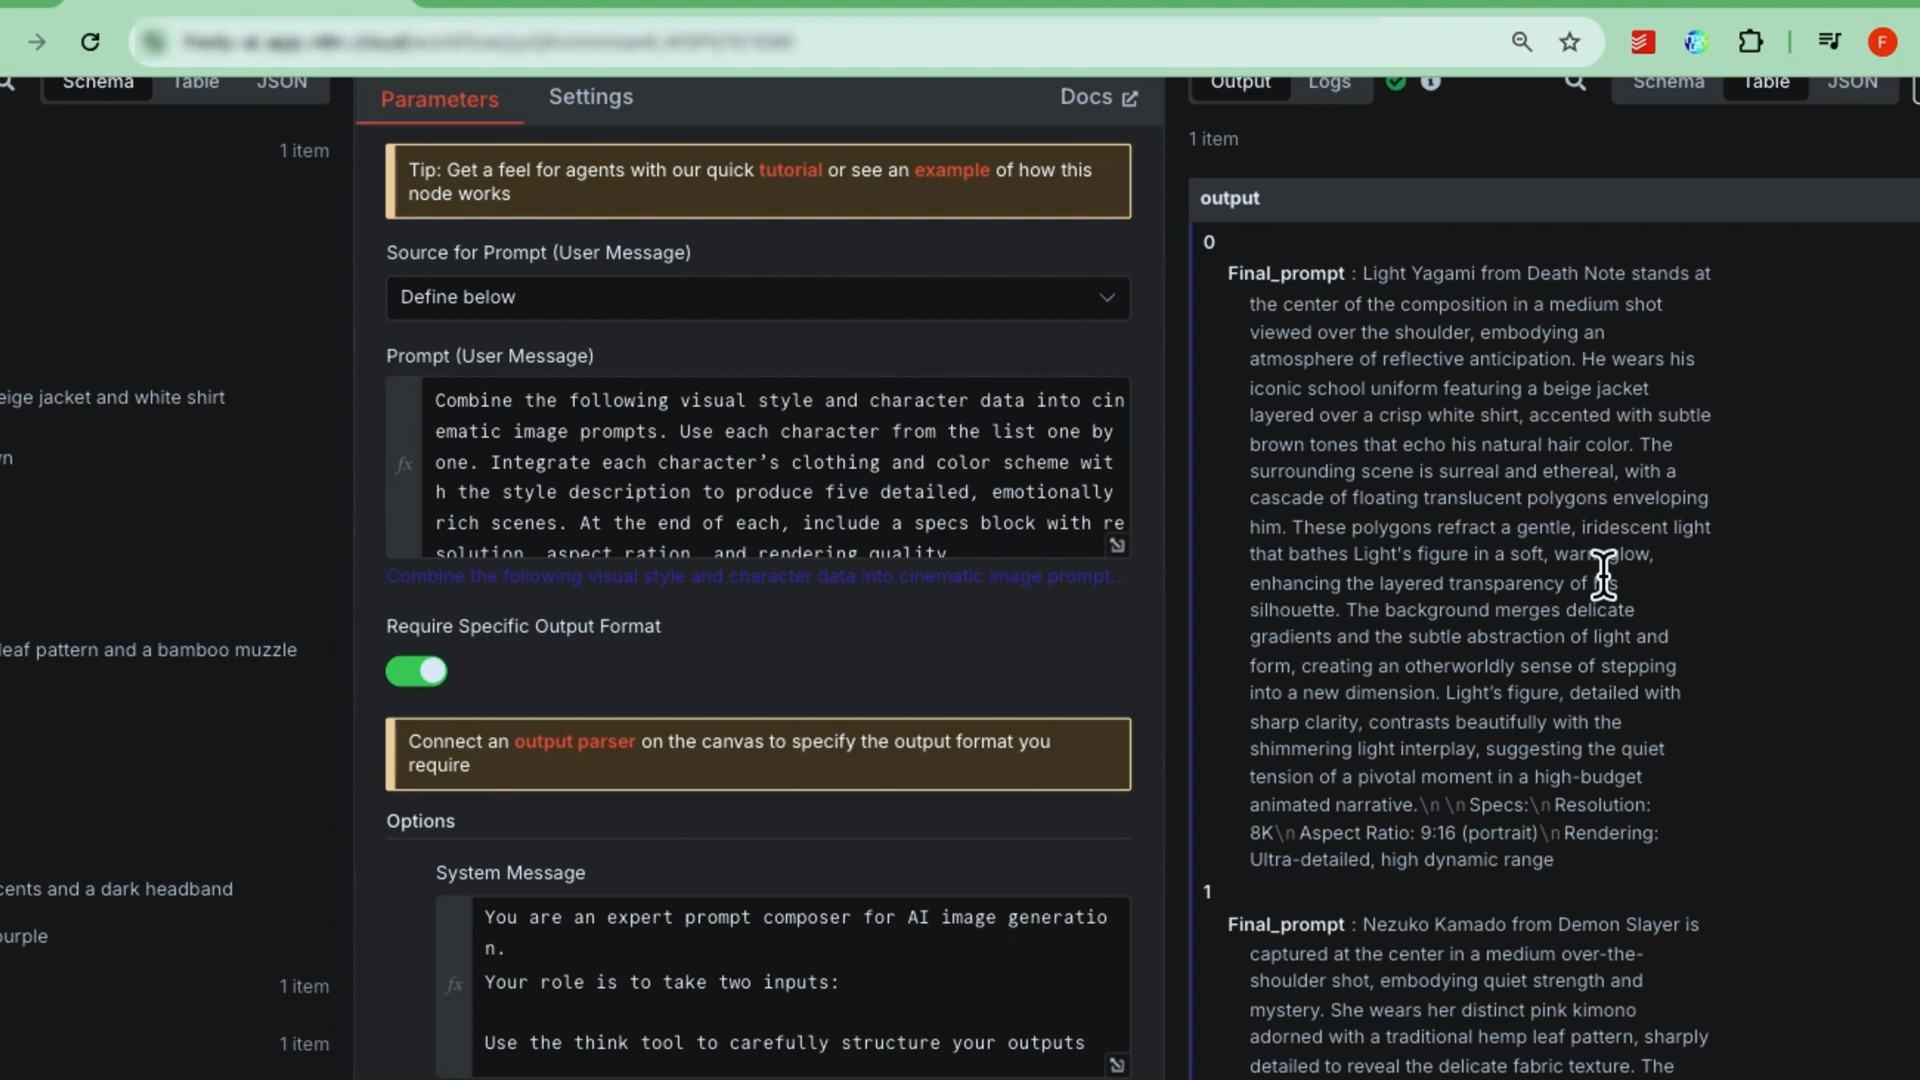 F
Schema
Table
JSON
1 item
eige jacket and white shirt
wn
leaf pattern and a bamboo muzzle
cents and a dark headband
ourple
1 item
1 item
Parameters
Settings
Docs
Tip: Get a feel for agents with our quick tutorial or see an example of how this
node works
Source for Prompt (User Message)
Define below
Prompt (User Message)
fx
Combine the following visual style and character data into cin
ematic image prompts. Use each character from the list one by
one. Integrate each character’s clothing and color scheme wit
h the style description to produce five detailed, emotionally
rich scenes. At the end of each, include a specs block with re
solution, aspect ration, and rendering quality.
Combine the following visual style and character data into cinematic image prompt...
Require Specific Output Format
Connect an output parser on the canvas to specify the output format you
require
Options
System Message
fx
You are an expert prompt composer for AI image generatio
n.
Your role is to take two inputs:
Use the think tool to carefully structure your outputs
Output
Logs
Schema
Table
JSON
1 item
output
0
Final_prompt : Light Yagami from Death Note stands at
the center of the composition in a medium shot
viewed over the shoulder, embodying an
atmosphere of reflective anticipation. He wears his
iconic school uniform featuring a beige jacket
layered over a crisp white shirt, accented with subtle
brown tones that echo his natural hair color. The
surrounding scene is surreal and ethereal, with a
cascade of floating translucent polygons enveloping
him. These polygons refract a gentle, iridescent light
that bathes Light's figure in a soft, warm glow,
enhancing the layered transparency of his
silhouette. The background merges delicate
gradients and the subtle abstraction of light and
form, creating an otherworldly sense of stepping
into a new dimension. Light's figure, detailed with
sharp clarity, contrasts beautifully with the
shimmering light interplay, suggesting the quiet
tension of a pivotal moment in a high-budget
animated narrative.\n \n Specs:\n Resolution:
8K\n Aspect Ratio: 9:16 (portrait)\n Rendering:
Ultra-detailed, high dynamic range
1
Final_prompt : Nezuko Kamado from Demon Slayer is
captured at the center in a medium over-the-
shoulder shot, embodying quiet strength and
mystery. She wears her distinct pink kimono
adorned with a traditional hemp leaf pattern, sharply
detailed to reveal the delicate fabric texture. The